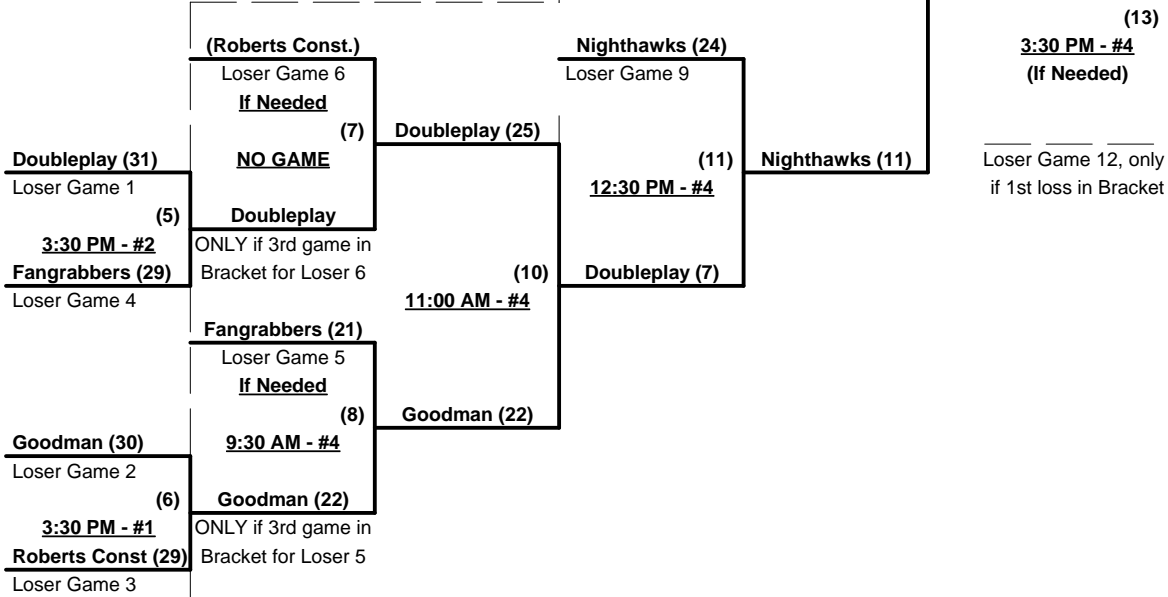 (13)
(Roberts Const.)
Nighthawks (24)
3:30 PM - #4
Loser Game 6
Loser Game 9
(If Needed)
If Needed
(7)
Doubleplay (25)
Doubleplay (31)
NO GAME
(11)
Nighthawks (11)
Loser Game 12, only
Loser Game 1
12:30 PM - #4
if 1st loss in Bracket
(5)
Doubleplay
3:30 PM - #2
ONLY if 3rd game in
Fangrabbers (29)
Bracket for Loser 6
(10)
Doubleplay (7)
Loser Game 4
11:00 AM - #4
Fangrabbers (21)
Loser Game 5
If Needed
(8)
Goodman (22)
Goodman (30)
9:30 AM - #4
Loser Game 2
(6)
Goodman (22)
3:30 PM - #1
ONLY if 3rd game in
Roberts Const (29)
Bracket for Loser 5
Loser Game 3